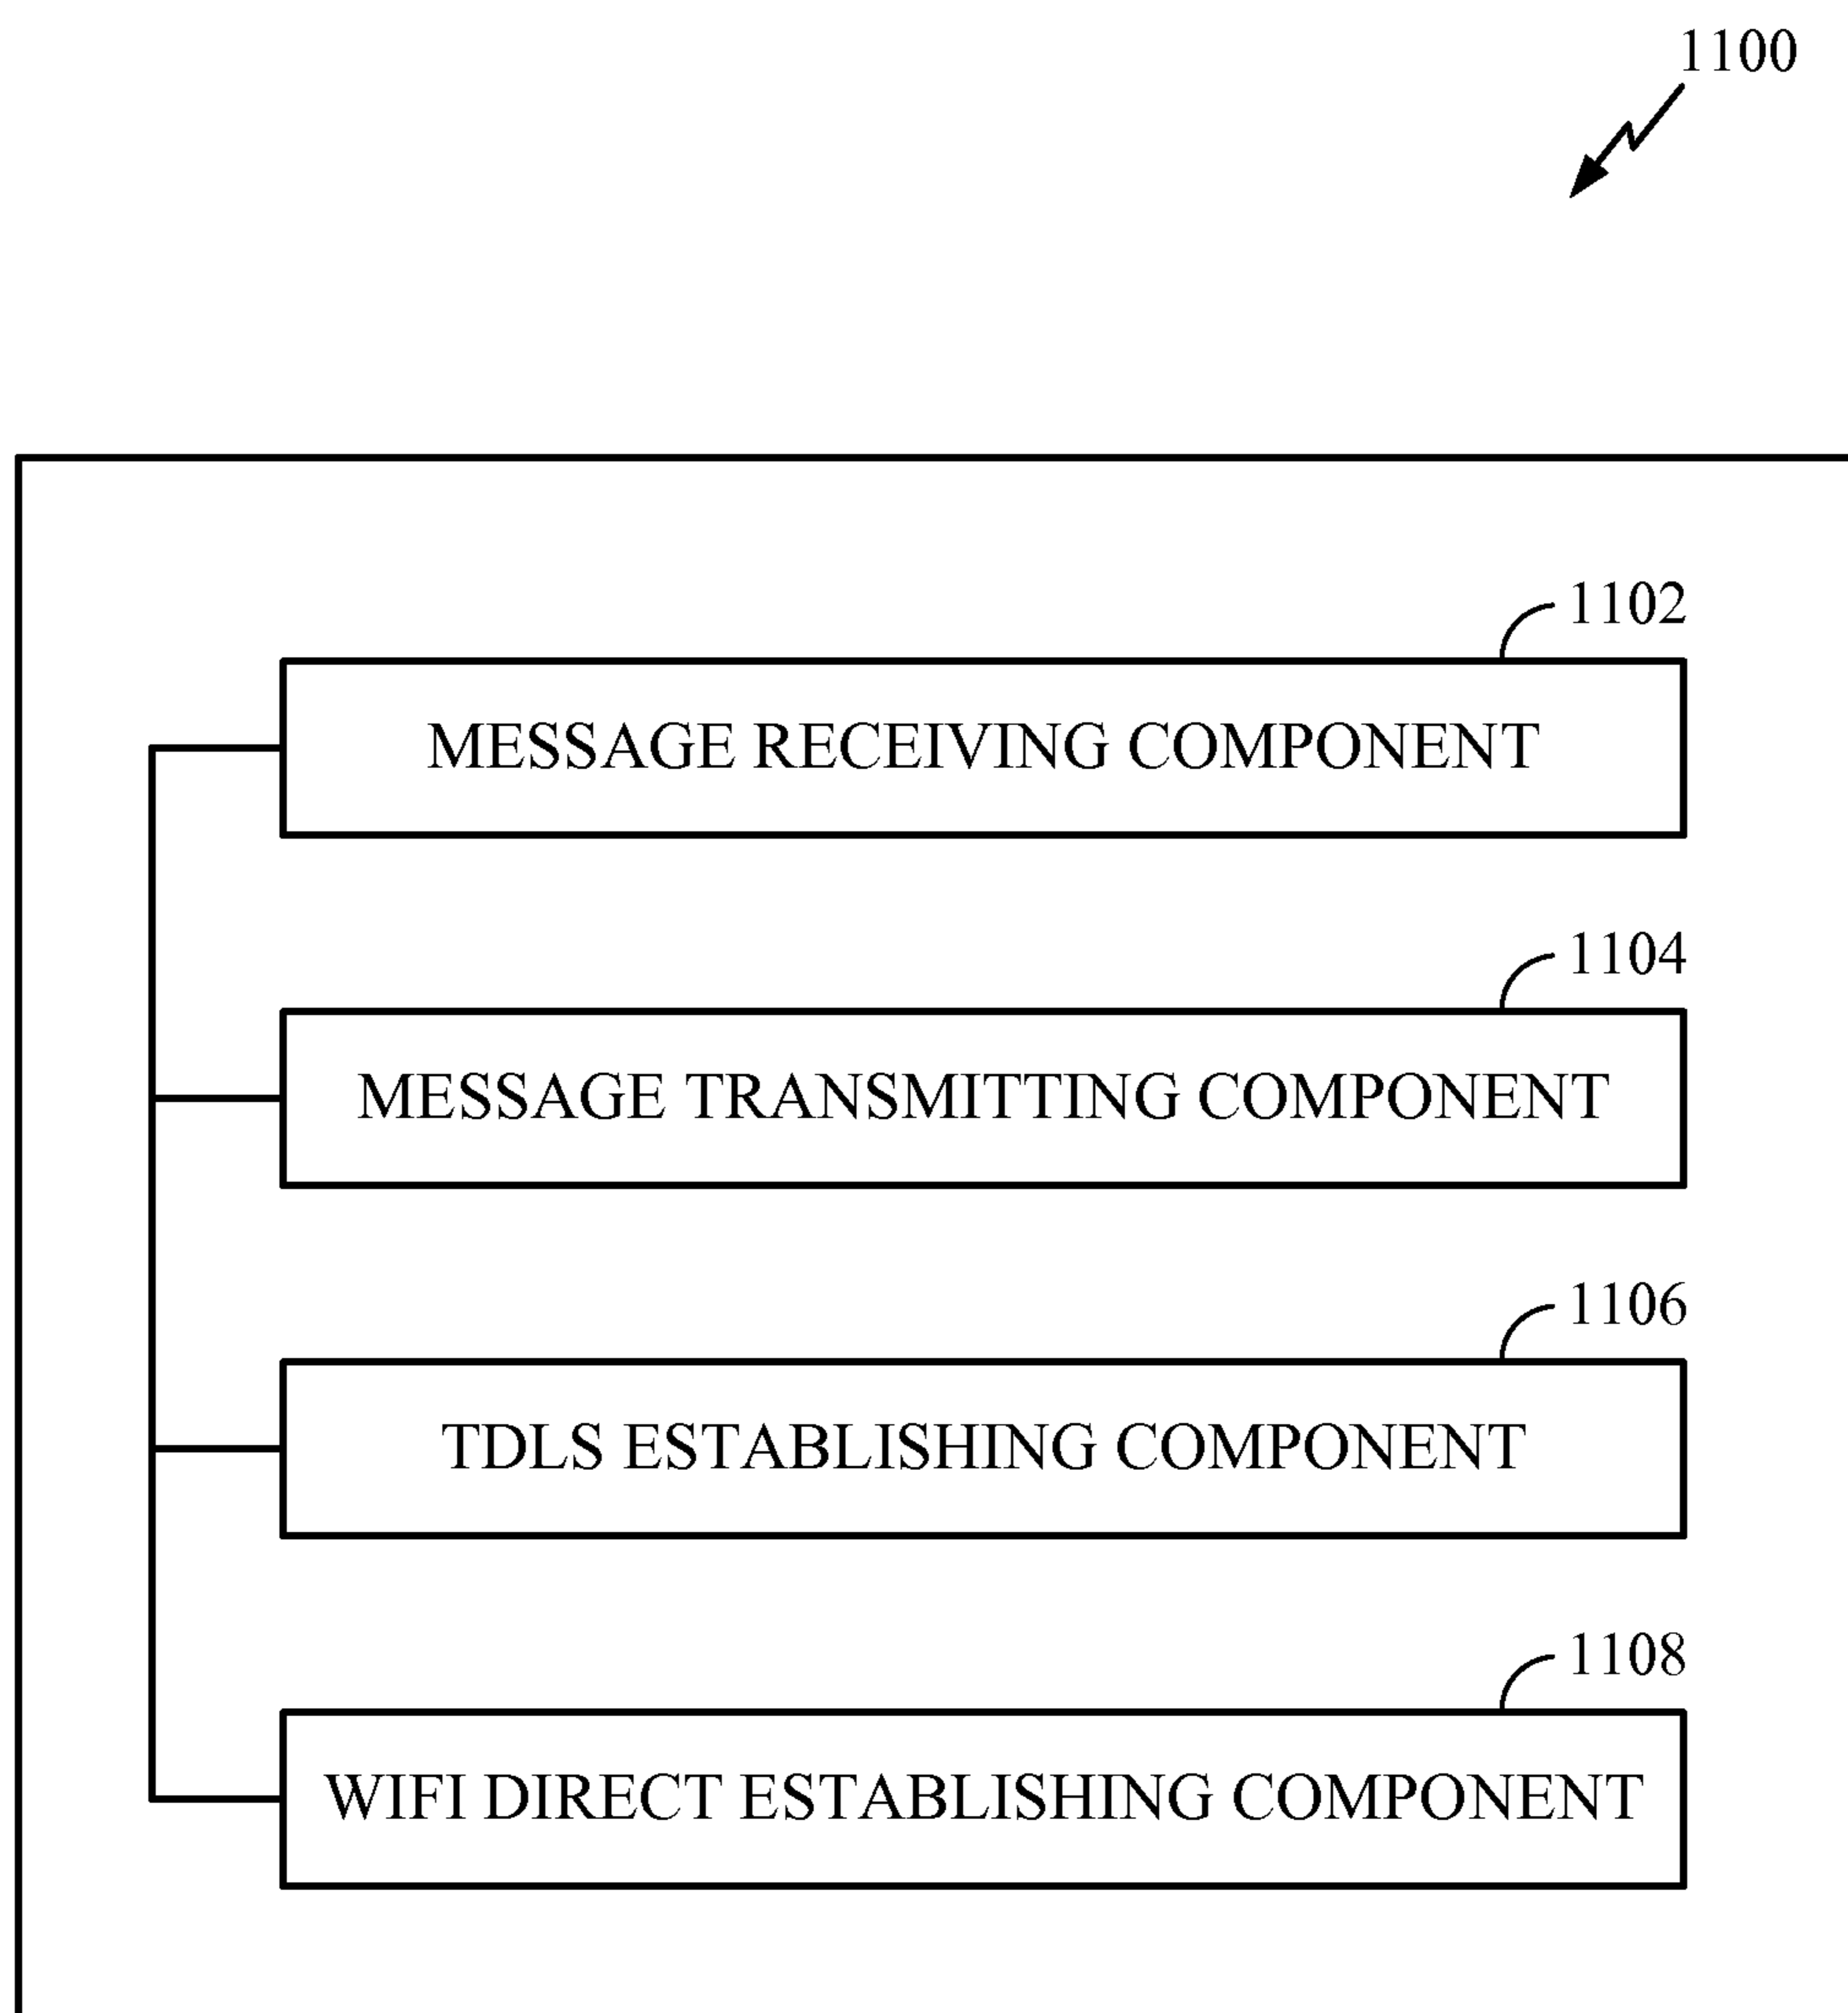 1100
1102
MESSAGE RECEIVING COMPONENT
1104
MESSAGE TRANSMITTING COMPONENT
1106
TDLS ESTABLISHING COMPONENT
1108
WIFI DIRECT ESTABLISHING COMPONENT